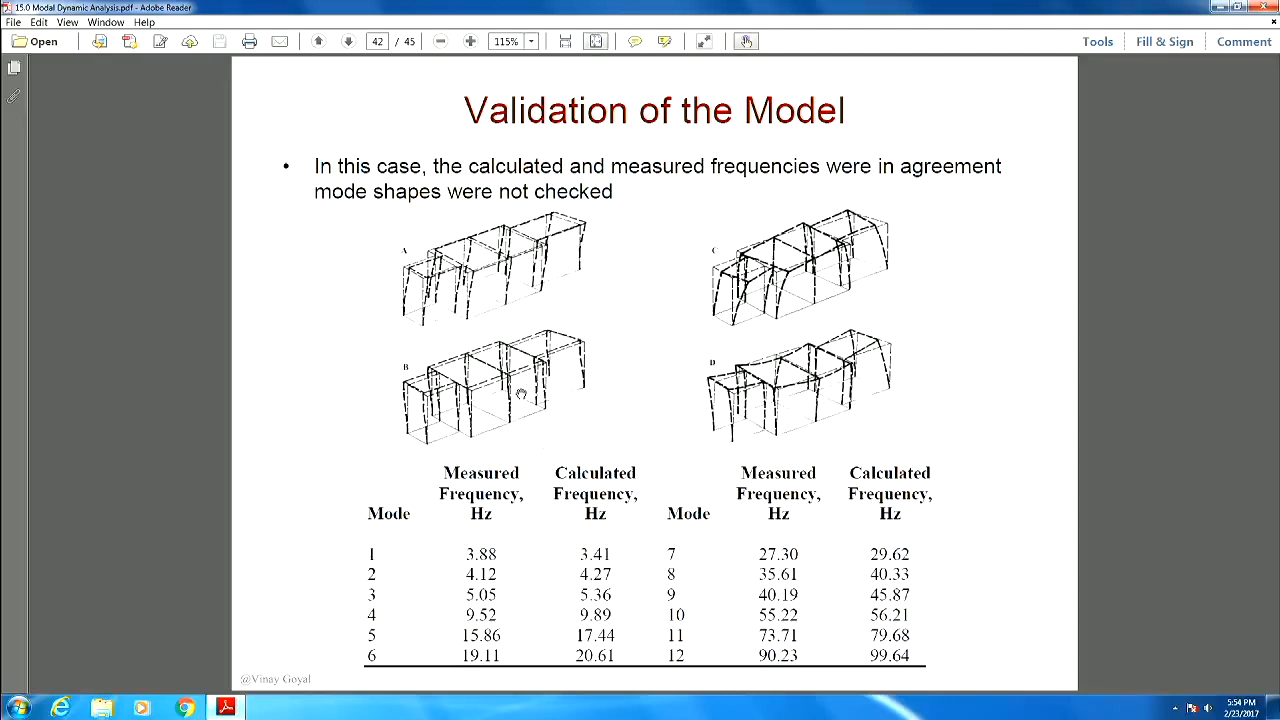 15.0 Modal Dynamic Analysis.pdf - Adobe Reader
File Edit View Window Help
Open 42 / 45 115% Tools Fill & Sign Comment
Validation of the Model
• In this case, the calculated and measured frequencies were in agreement
mode shapes were not checked
A C
B D
Measured Calculated Measured Calculated
Frequency, Frequency, Frequency, Frequency,
Mode Hz Hz Mode Hz Hz
1 3.88 3.41 7 27.30 29.62
2 4.12 4.27 8 35.61 40.33
3 5.05 5.36 9 40.19 45.87
4 9.52 9.89 10 55.22 56.21
5 15.86 17.44 11 73.71 79.68
6 19.11 20.61 12 90.23 99.64
@Vinay Goyal
5:54 PM
2/23/2017